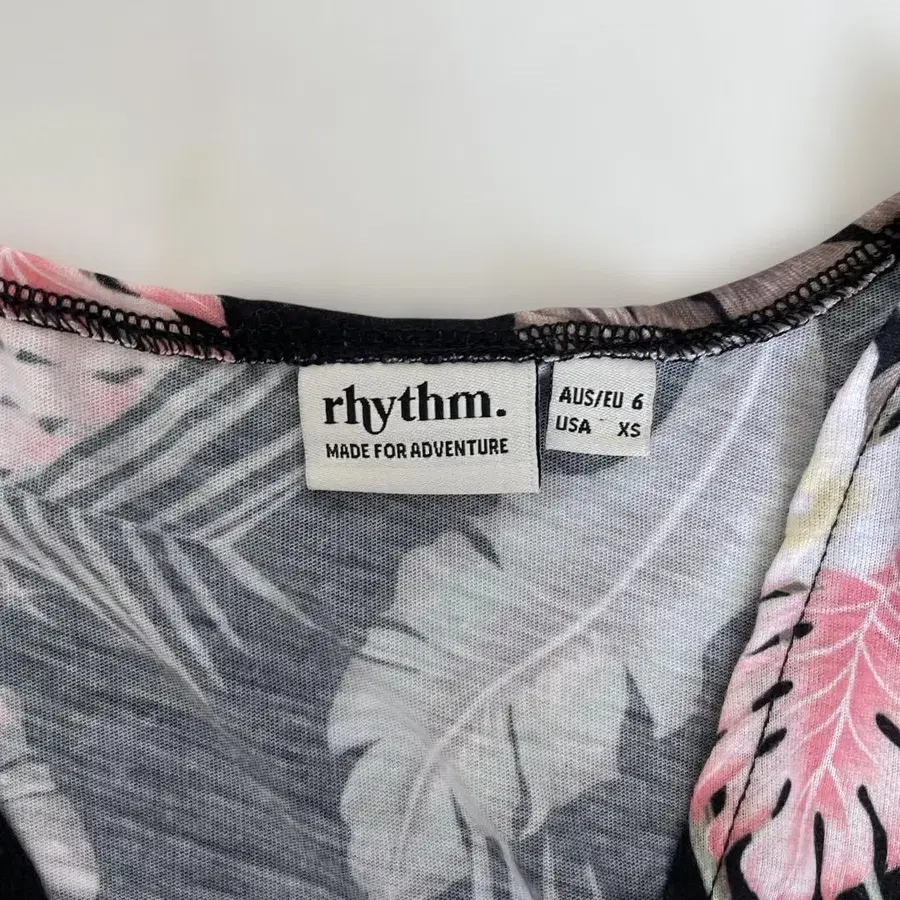 rhythm.
MADE FOR ADVENTURE
AUS/EU 6
USA XS